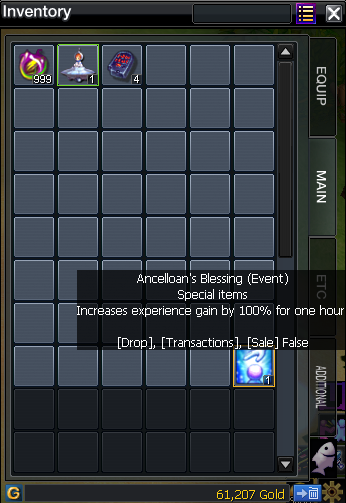 Inventory
999
1
4
EQUIP
MAIN
ETC
Ancelloan's Blessing (Event)
Special items
Increases experience gain by 100% for one hour
[Drop], [Transactions], [Sale] False
1
ADDITIONAL
G
61,207 Gold